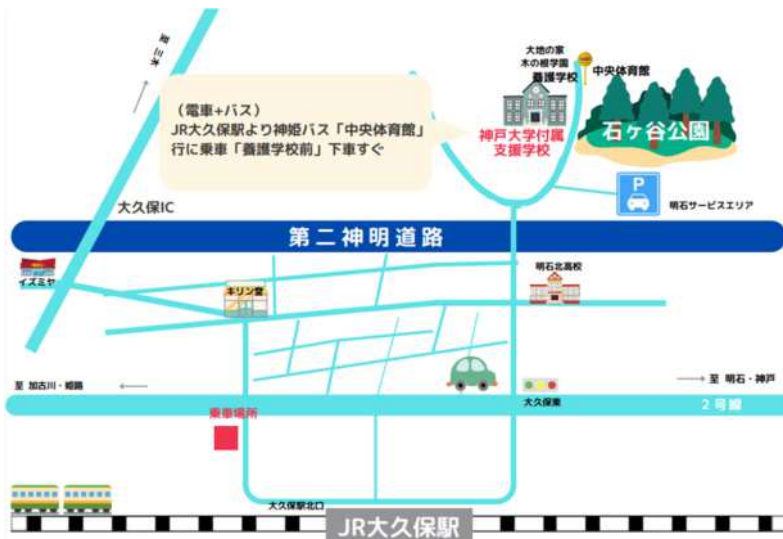 至 三木
大地の家
木の根学園
養護学校
中央体育館
（電車+バス）
JR大久保駅より神姫バス「中央体育館」
行に乗車「養護学校前」下車すぐ
神戸大学付属
支援学校
石ヶ谷公園
P
大久保IC
明石サービスエリア
第二神明道路
イズミヤ
キリン堂
明石北高校
至 加古川・姫路
至 明石・神戸
乗車場所
大久保東
2号線
大久保駅北口
JR大久保駅